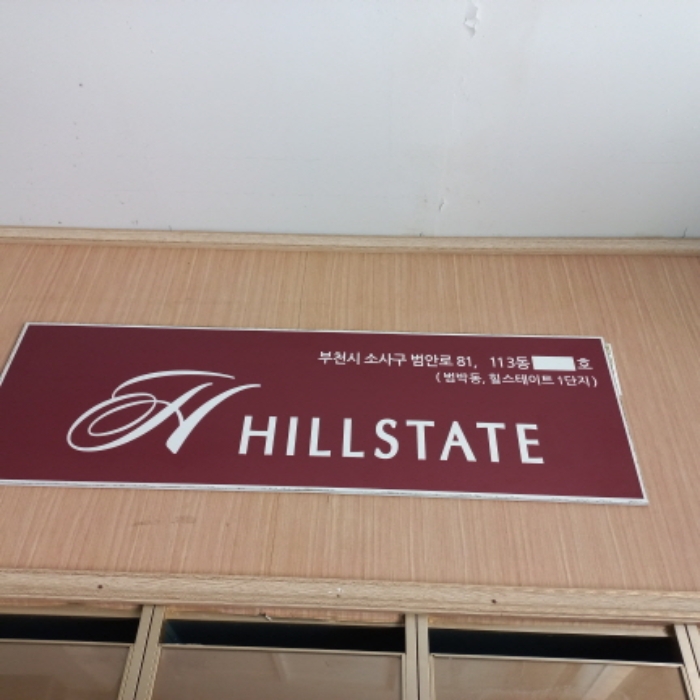 부천시 소사구 범안로 81, 113동 호
(범박동, 힐스테이트 1단지)
H HILLSTATE